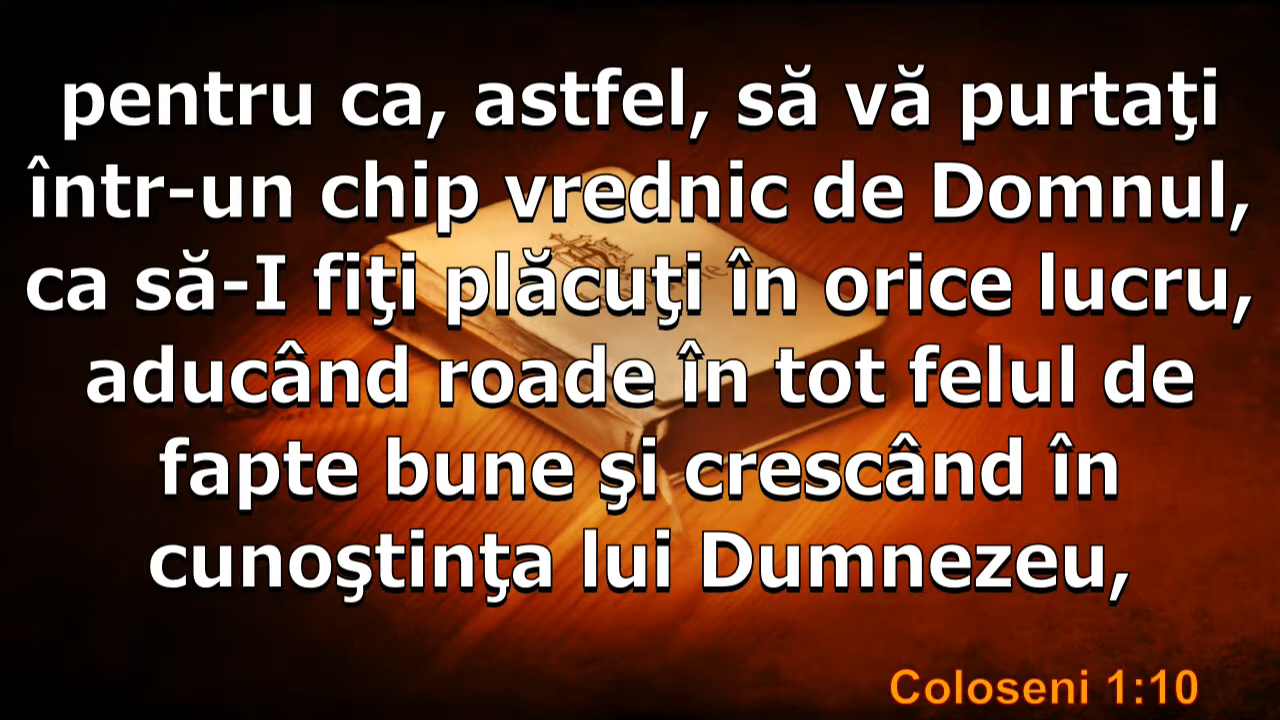 pentru ca, astfel, să vă purtaţi
într-un chip vrednic de Domnul,
ca să-I fiţi plăcuţi în orice lucru,
aducând roade în tot felul de
fapte bune şi crescând în
cunoştinţa lui Dumnezeu,
Coloseni 1:10